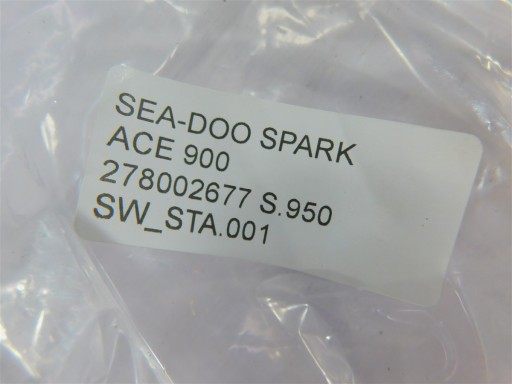 SEA-DOO SPARK
ACE 900
278002677 S.950
SW_STA.001